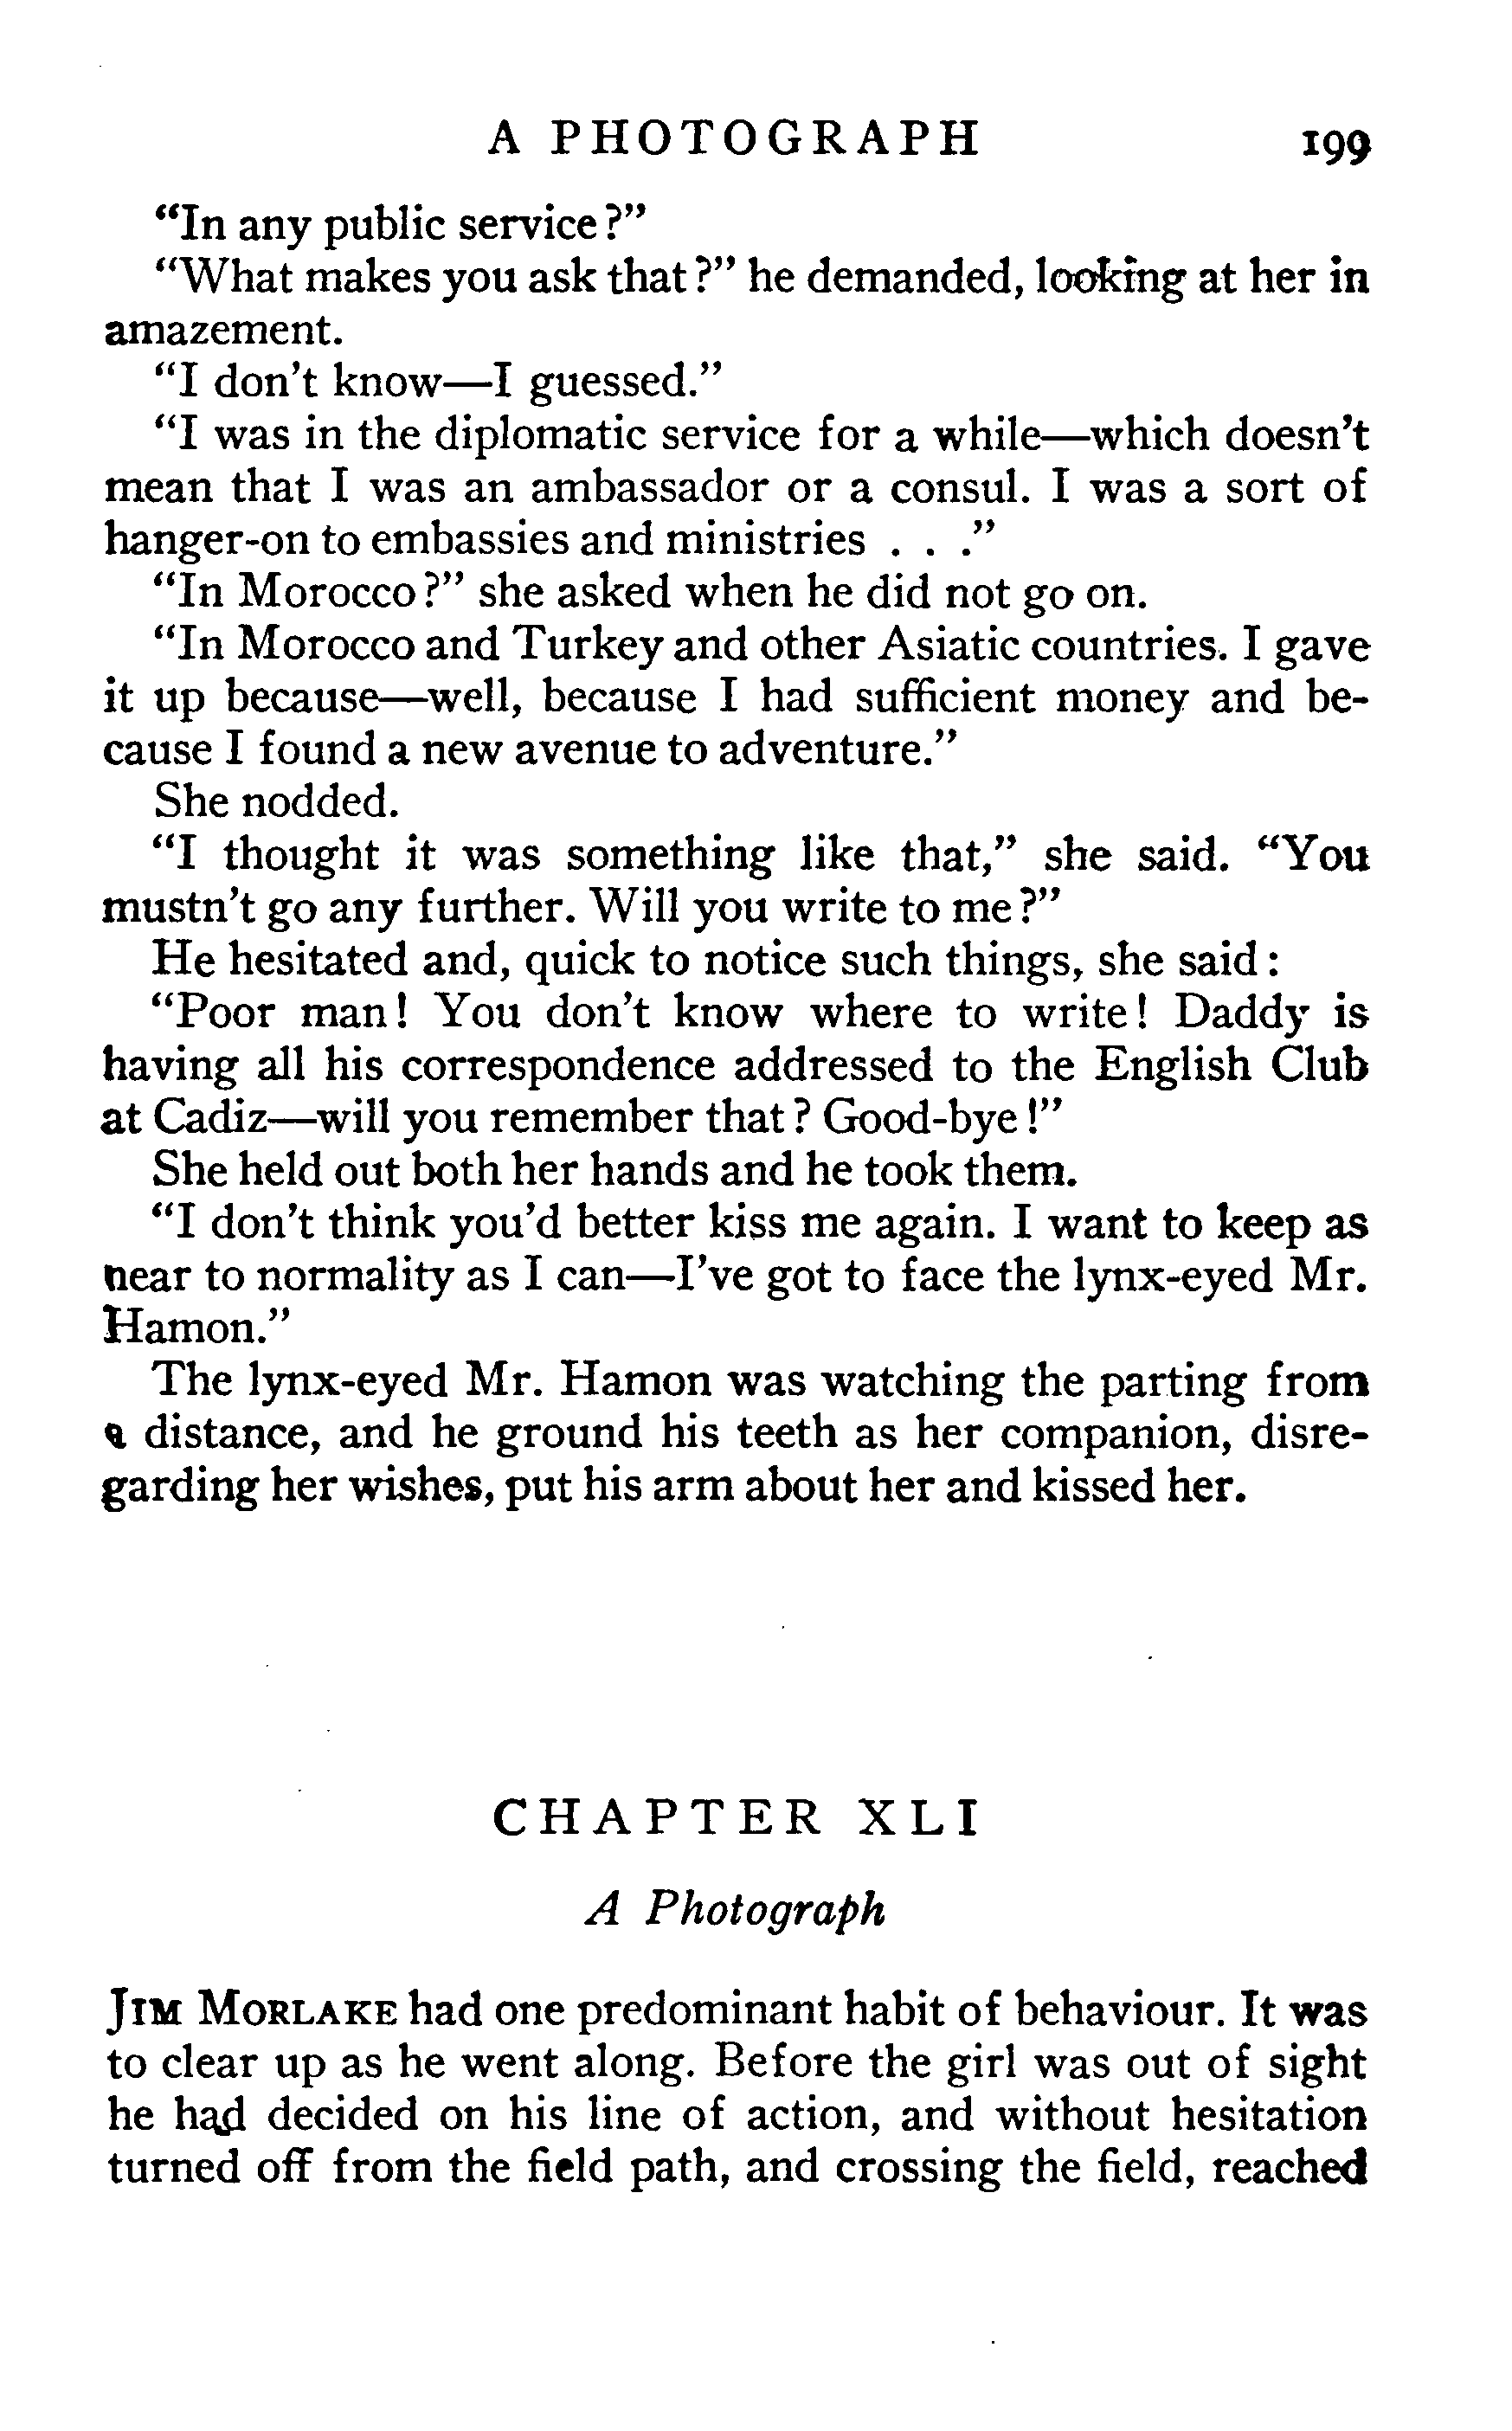 A PHOTOGRAPH 199
"In any public service?"
"What makes you ask that?" he demanded, looking at her in
amazement.
"I don't know—I guessed."
"I was in the diplomatic service for a while—which doesn't
mean that I was an ambassador or a consul. I was a sort of
hanger-on to embassies and ministries . . ."
"In Morocco?" she asked when he did not go on.
"In Morocco and Turkey and other Asiatic countries. I gave
it up because—well, because I had sufficient money and be-
cause I found a new avenue to adventure."
She nodded.
"I thought it was something like that," she said. "You
mustn't go any further. Will you write to me?"
He hesitated and, quick to notice such things, she said:
"Poor man! You don't know where to write! Daddy is
having all his correspondence addressed to the English Club
at Cadiz—will you remember that? Good-bye!"
She held out both her hands and he took them.
"I don't think you'd better kiss me again. I want to keep as
near to normality as I can—I've got to face the lynx-eyed Mr.
Hamon."
The lynx-eyed Mr. Hamon was watching the parting from
a distance, and he ground his teeth as her companion, disre-
garding her wishes, put his arm about her and kissed her.
CHAPTER XLI
A Photograph
JIM MORLAKE had one predominant habit of behaviour. It was
to clear up as he went along. Before the girl was out of sight
he had decided on his line of action, and without hesitation
turned off from the field path, and crossing the field, reached